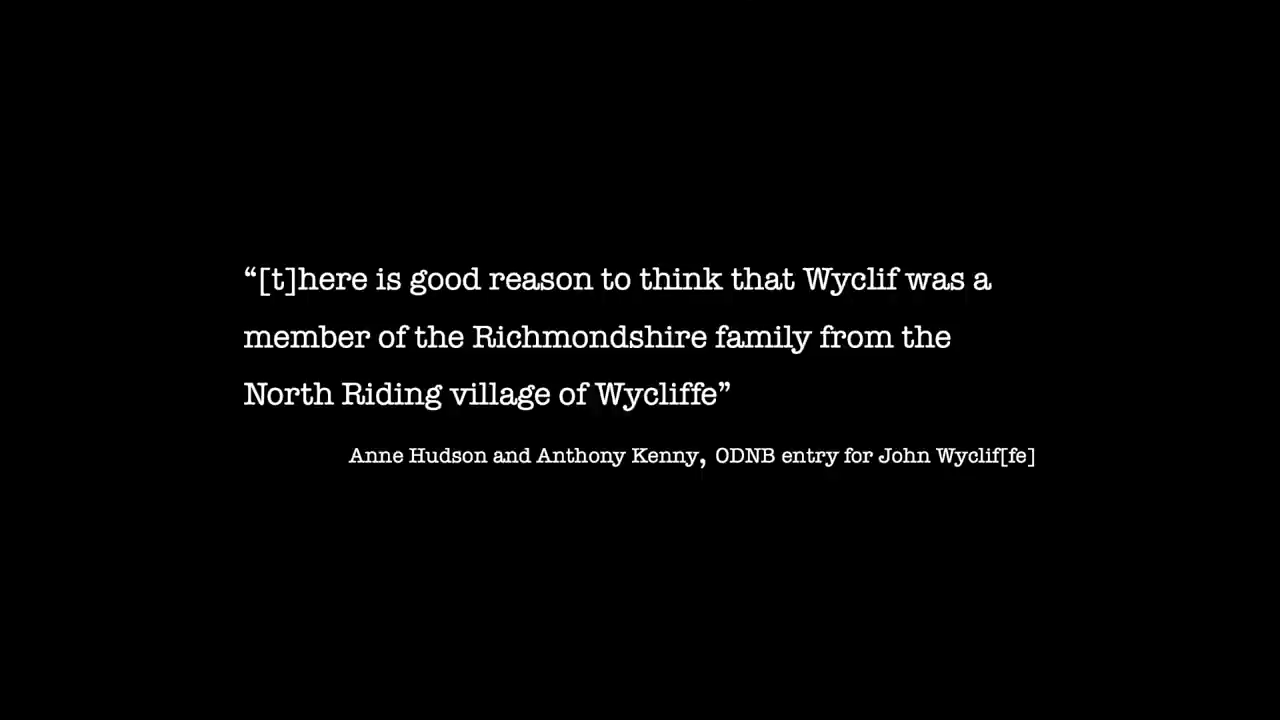 “[t]here is good reason to think that Wyclif was a
member of the Richmondshire family from the
North Riding village of Wycliffe”
Anne Hudson and Anthony Kenny, ODNB entry for John Wyclif[fe]